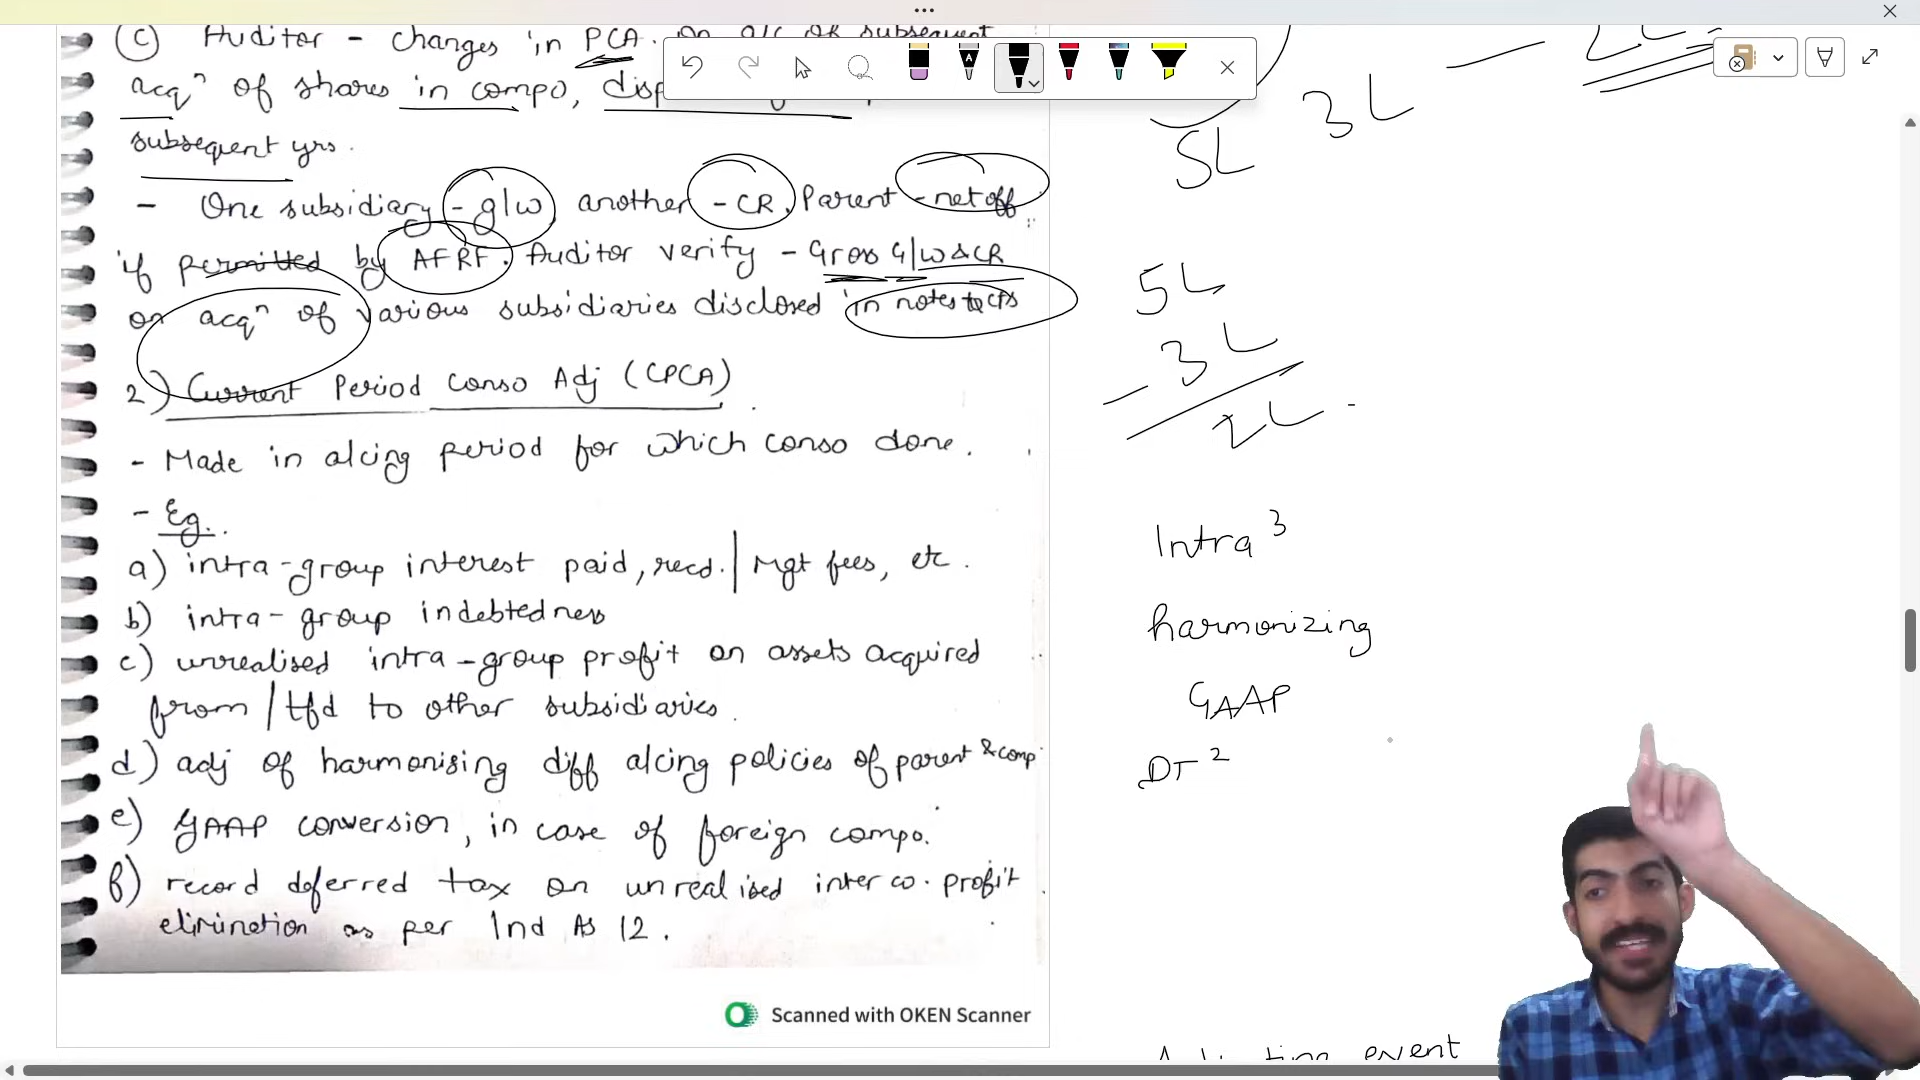 (c) Auditor - changes in PCA. on a/c of subsequent
acqⁿ of shares in compo, disp
subsequent yrs.
- One subsidiary - g/w, another - CR, Parent - net off
if permitted by AFRF. Auditor verify - Gross G/w & CR
on acqⁿ of various subsidiaries disclosed in notes to CFS
2) Current Period Conso Adj (CPCA)
- Made in a/cing period for which conso done.
- Eg.
a) intra-group interest paid, recd. | Mgt fees, etc.
b) intra-group indebtedness
c) unrealised intra-group profit on assets acquired
from / tfd to other subsidiaries.
d) adj of harmonising diff a/cing policies of parent & comp
e) GAAP conversion, in case of foreign compo.
f) record deferred tax on unrealised inter co. profit
elimination as per Ind As 12.
Scanned with OKEN Scanner
2L
5L 3L
5L
- 3L
2L
Intra 3
harmonizing
GAAP
DT 2
event